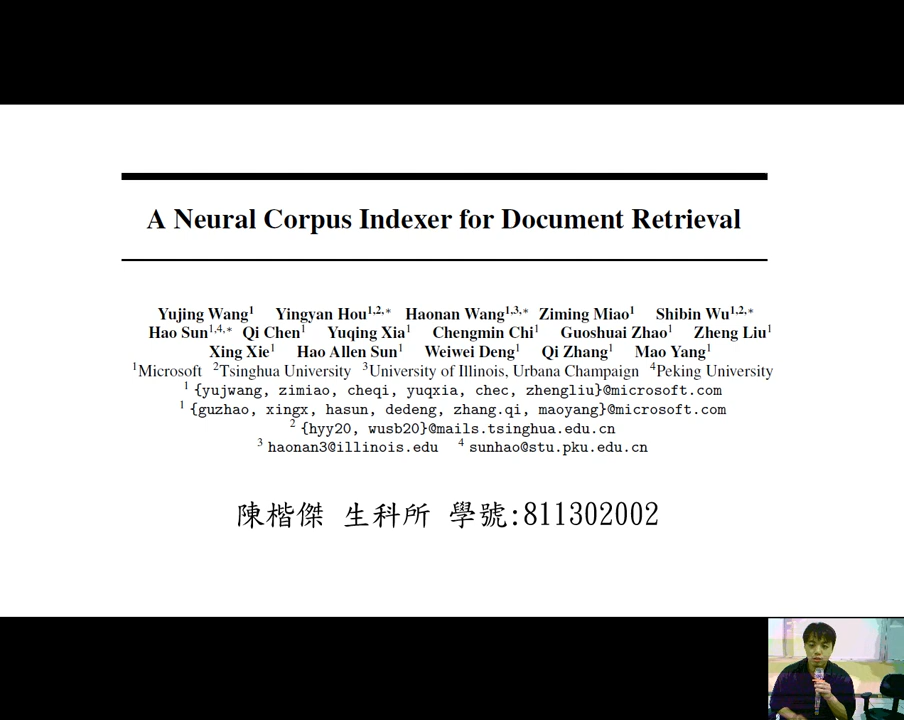 A Neural Corpus Indexer for Document Retrieval
Yujing Wang¹ Yingyan Hou¹,²,∗ Haonan Wang¹,³,∗ Ziming Miao¹ Shibin Wu¹,²,∗
Hao Sun¹,⁴,∗ Qi Chen¹ Yuqing Xia¹ Chengmin Chi¹ Guoshuai Zhao¹ Zheng Liu¹
Xing Xie¹ Hao Allen Sun¹ Weiwei Deng¹ Qi Zhang¹ Mao Yang¹
¹Microsoft ²Tsinghua University ³University of Illinois, Urbana Champaign ⁴Peking University
¹ {yujwang, zimiao, cheqi, yuqxia, chec, zhengliu}@microsoft.com
¹ {guzhao, xingx, hasun, dedeng, zhang.qi, maoyang}@microsoft.com
² {hyy20, wusb20}@mails.tsinghua.edu.cn
³ haonan3@illinois.edu ⁴ sunhao@stu.pku.edu.cn
陳楷傑 生科所 學號:811302002